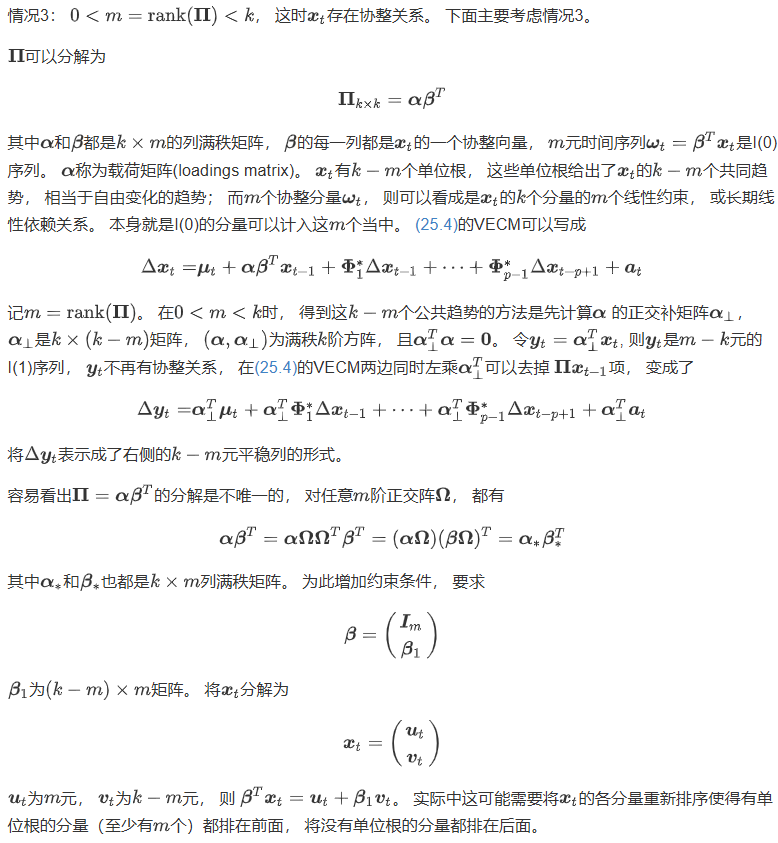 情况3： 0 < m = rank(Π) < k， 这时x_t存在协整关系。 下面主要考虑情况3。
Π可以分解为
Π_{k×k} = αβ^T
其中α和β都是k × m的列满秩矩阵， β的每一列都是x_t的一个协整向量， m元时间序列ω_t = β^T x_t是I(0)
序列。 α称为载荷矩阵(loadings matrix)。 x_t有k − m个单位根， 这些单位根给出了x_t的k − m个共同趋
势， 相当于自由变化的趋势； 而m个协整分量ω_t， 则可以看成是x_t的k个分量的m个线性约束， 或长期线
性依赖关系。 本身就是I(0)的分量可以计入这m个当中。 (25.4)的VECM可以写成
Δx_t =μ_t + αβ^T x_{t−1} + Φ_1^* Δx_{t−1} + ⋯ + Φ_{p−1}^* Δx_{t−p+1} + a_t
记m = rank(Π)。 在0 < m < k时， 得到这k − m个公共趋势的方法是先计算α 的正交补矩阵α_⊥，
α_⊥是k × (k − m)矩阵， (α, α_⊥)为满秩k阶方阵， 且α_⊥^T α = 0。 令y_t = α_⊥^T x_t, 则y_t是m − k元的
I(1)序列， y_t不再有协整关系， 在(25.4)的VECM两边同时左乘α_⊥^T可以去掉 Πx_{t−1}项， 变成了
Δy_t =α_⊥^T μ_t + α_⊥^T Φ_1^* Δx_{t−1} + ⋯ + α_⊥^T Φ_{p−1}^* Δx_{t−p+1} + α_⊥^T a_t
将Δy_t表示成了右侧的k − m元平稳列的形式。
容易看出Π = αβ^T的分解是不唯一的， 对任意m阶正交阵Ω， 都有
αβ^T = αΩΩ^T β^T = (αΩ)(βΩ)^T = α_* β_*^T
其中α_*和β_*也都是k × m列满秩矩阵。 为此增加约束条件， 要求
β = ( I_m
β_1 )
β_1为(k − m) × m矩阵。 将x_t分解为
x_t = ( u_t
v_t )
u_t为m元， v_t为k − m元， 则 β^T x_t = u_t + β_1 v_t。 实际中这可能需要将x_t的各分量重新排序使得有单
位根的分量（至少有m个）都排在前面， 将没有单位根的分量都排在后面。